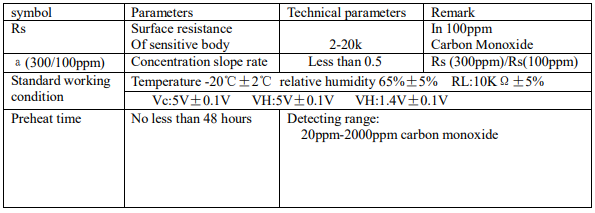 symbol Parameters Technical parameters Remark
Rs Surface resistance In 100ppm
Of sensitive body 2-20k Carbon Monoxide
a (300/100ppm) Concentration slope rate Less than 0.5 Rs (300ppm)/Rs(100ppm)
Standard working Temperature -20℃±2℃ relative humidity 65%±5% RL:10KΩ±5%
condition Vc:5V±0.1V VH:5V±0.1V VH:1.4V±0.1V
Preheat time No less than 48 hours Detecting range:
20ppm-2000ppm carbon monoxide